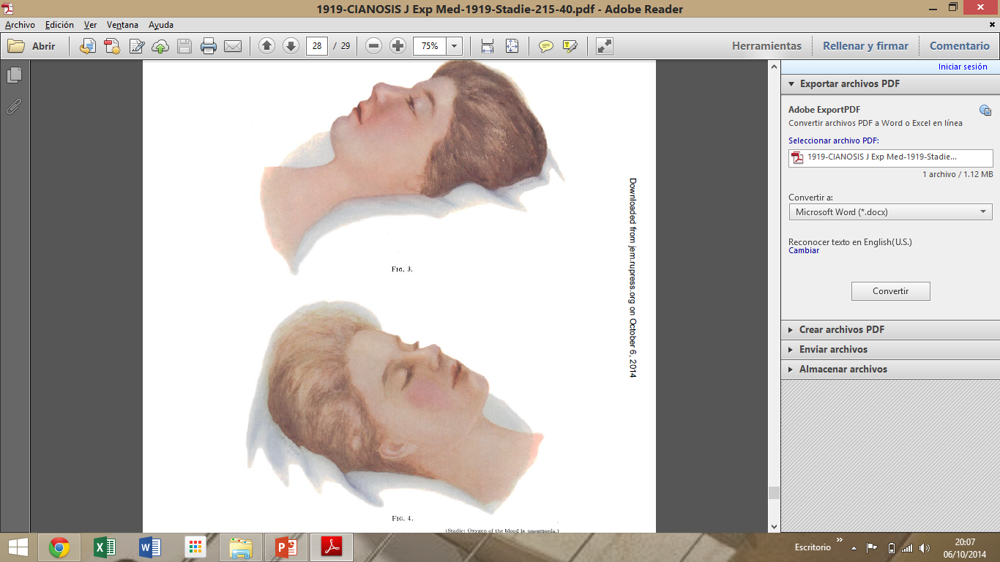 1919-CIANOSIS J Exp Med-1919-Stadie-215-40.pdf - Adobe Reader
Archivo Edición Ver Ventana Ayuda
Abrir 28 / 29 75% Herramientas Rellenar y firmar Comentario
Iniciar sesión
Exportar archivos PDF
Adobe ExportPDF
Convertir archivos PDF a Word o Excel en línea
Seleccionar archivo PDF:
1919-CIANOSIS J Exp Med-1919-Stadie...
1 archivo / 1.12 MB
Convertir a:
Microsoft Word (*.docx)
Reconocer texto en English(U.S.)
Cambiar
Convertir
Crear archivos PDF
Enviar archivos
Almacenar archivos
Downloaded from jem.rupress.org on October 6, 2014
FIG. 3.
FIG. 4.
(Stadie: Oxygen of the blood in pneumonia.)
Escritorio
20:07
06/10/2014